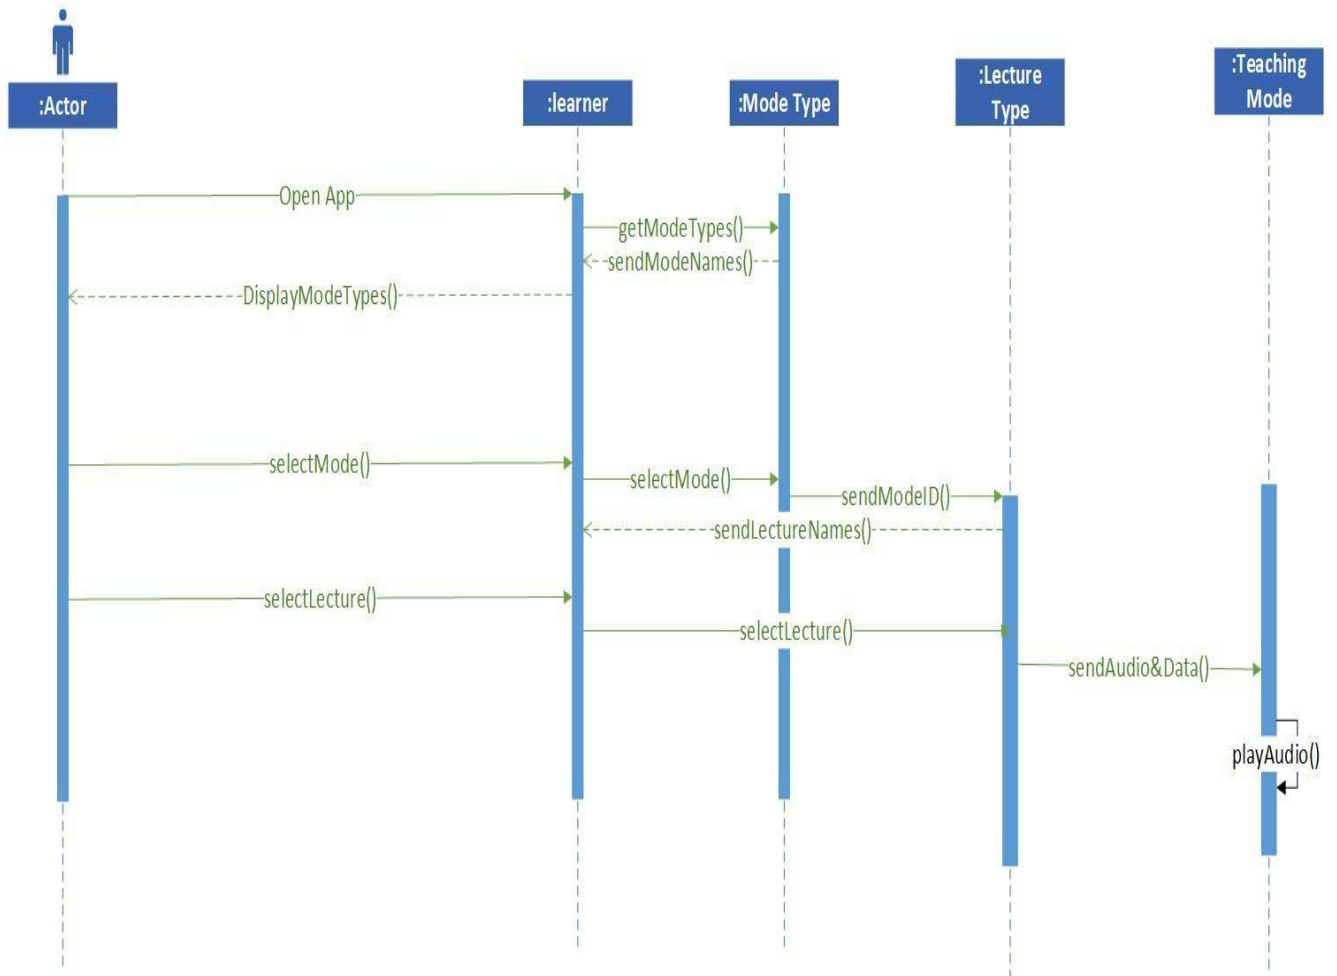 :Actor
:learner
:Mode Type
:Lecture
Type
:Teaching
Mode
Open App
getModeTypes()
sendModeNames()
DisplayModeTypes()
selectMode()
selectMode()
sendModeID()
sendLectureNames()
selectLecture()
selectLecture()
sendAudio&Data()
playAudio()